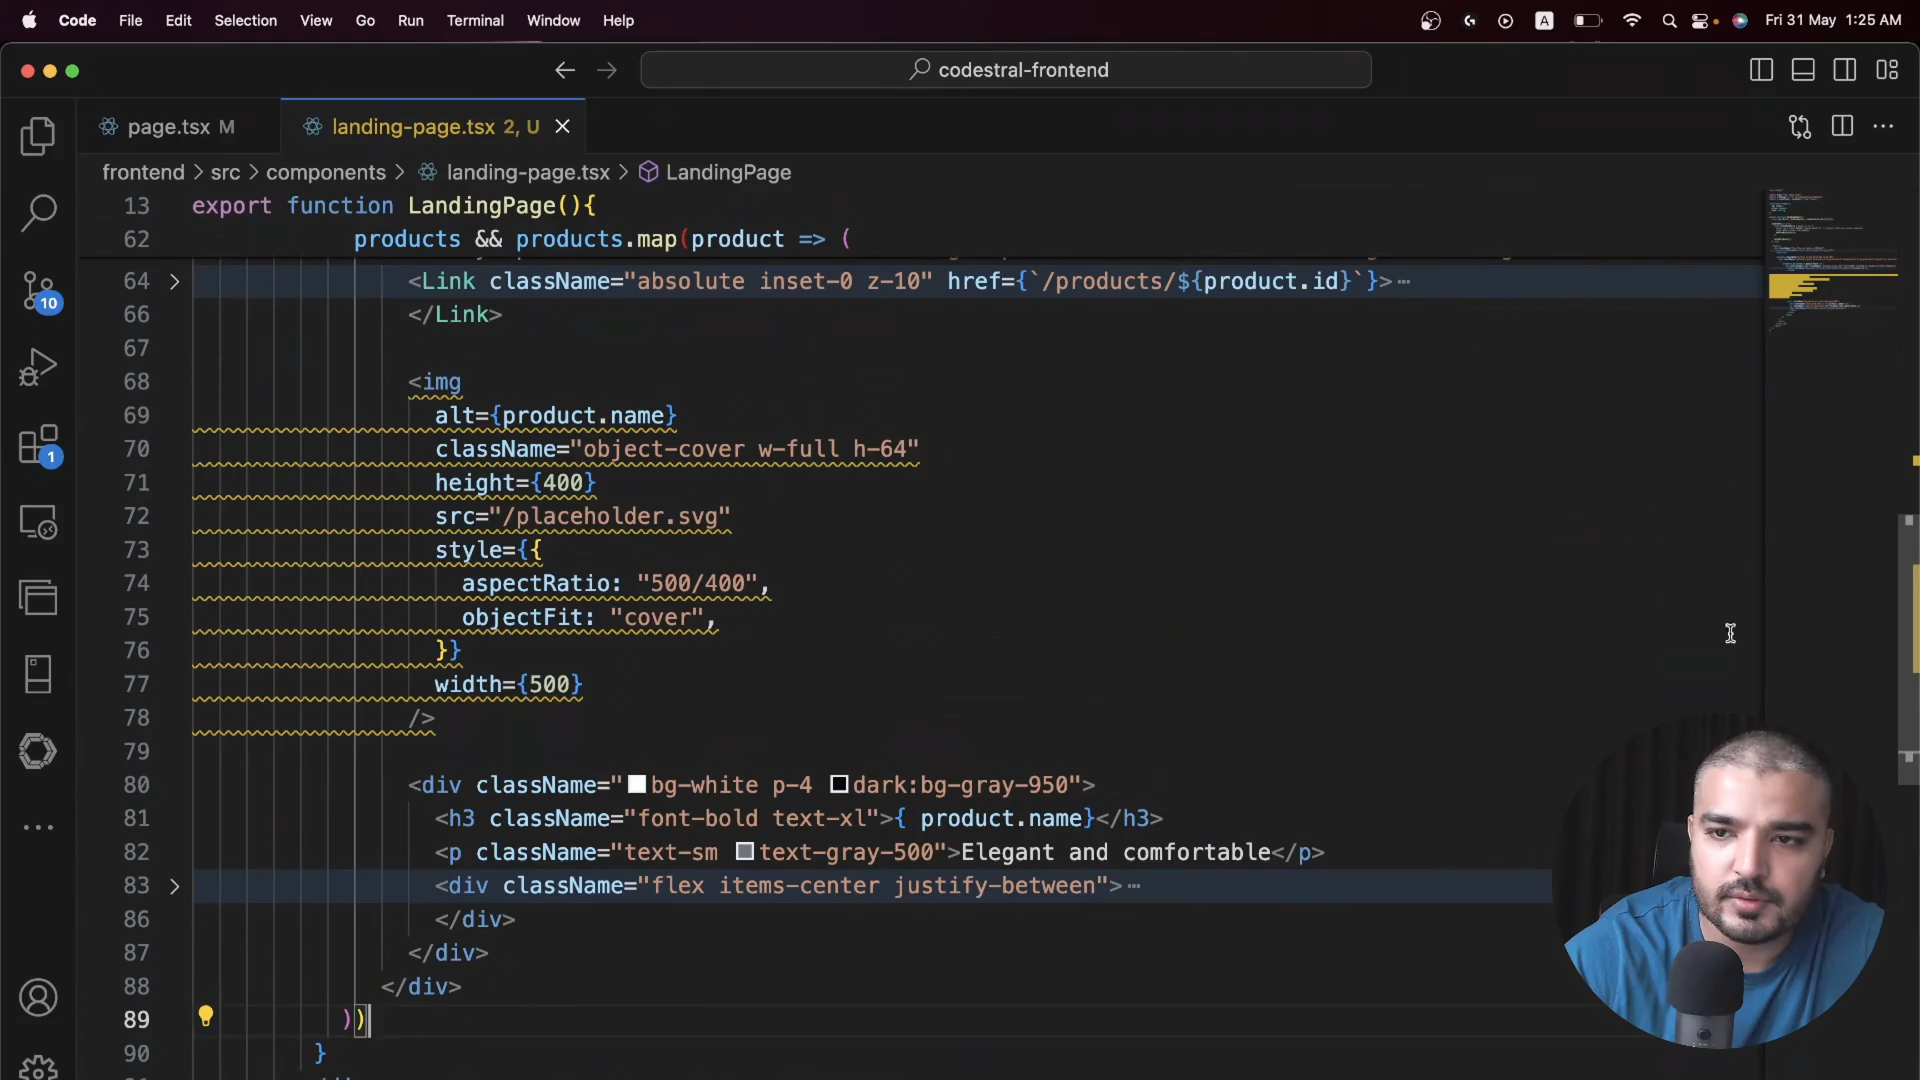 Code File Edit Selection View Go Run Terminal Window Help A Fri 31 May 1:25 AM
codestral-frontend
page.tsx M landing-page.tsx 2, U
frontend > src > components > landing-page.tsx > LandingPage
13 export function LandingPage(){
62 products && products.map(product => (
64 <Link className="absolute inset-0 z-10" href={`/products/${product.id}`}>⋯
66 </Link>
67
68 <img
69 alt={product.name}
70 className="object-cover w-full h-64"
71 height={400}
72 src="/placeholder.svg"
73 style={{
74 aspectRatio: "500/400",
75 objectFit: "cover",
76 }}
77 width={500}
78 />
79
80 <div className="bg-white p-4 dark:bg-gray-950">
81 <h3 className="font-bold text-xl">{ product.name}</h3>
82 <p className="text-sm text-gray-500">Elegant and comfortable</p>
83 <div className="flex items-center justify-between">⋯
86 </div>
87 </div>
88 </div>
89 ))
90 }
10
1